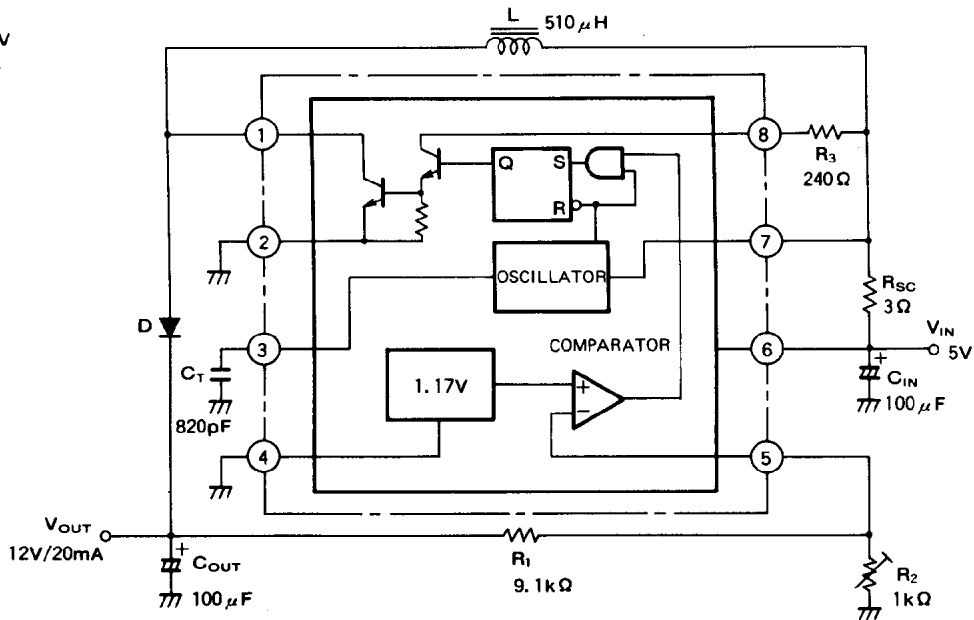 V
L 510μH
1
8
R3
240Ω
Q S
R
2
7
OSCILLATOR
RSC
3Ω
D
3
COMPARATOR
6
VIN
5V
CT
820pF
1.17V
+
−
+
CIN
100μF
4
5
VOUT
12V/20mA
+
COUT
100μF
R1
9.1kΩ
R2
1kΩ